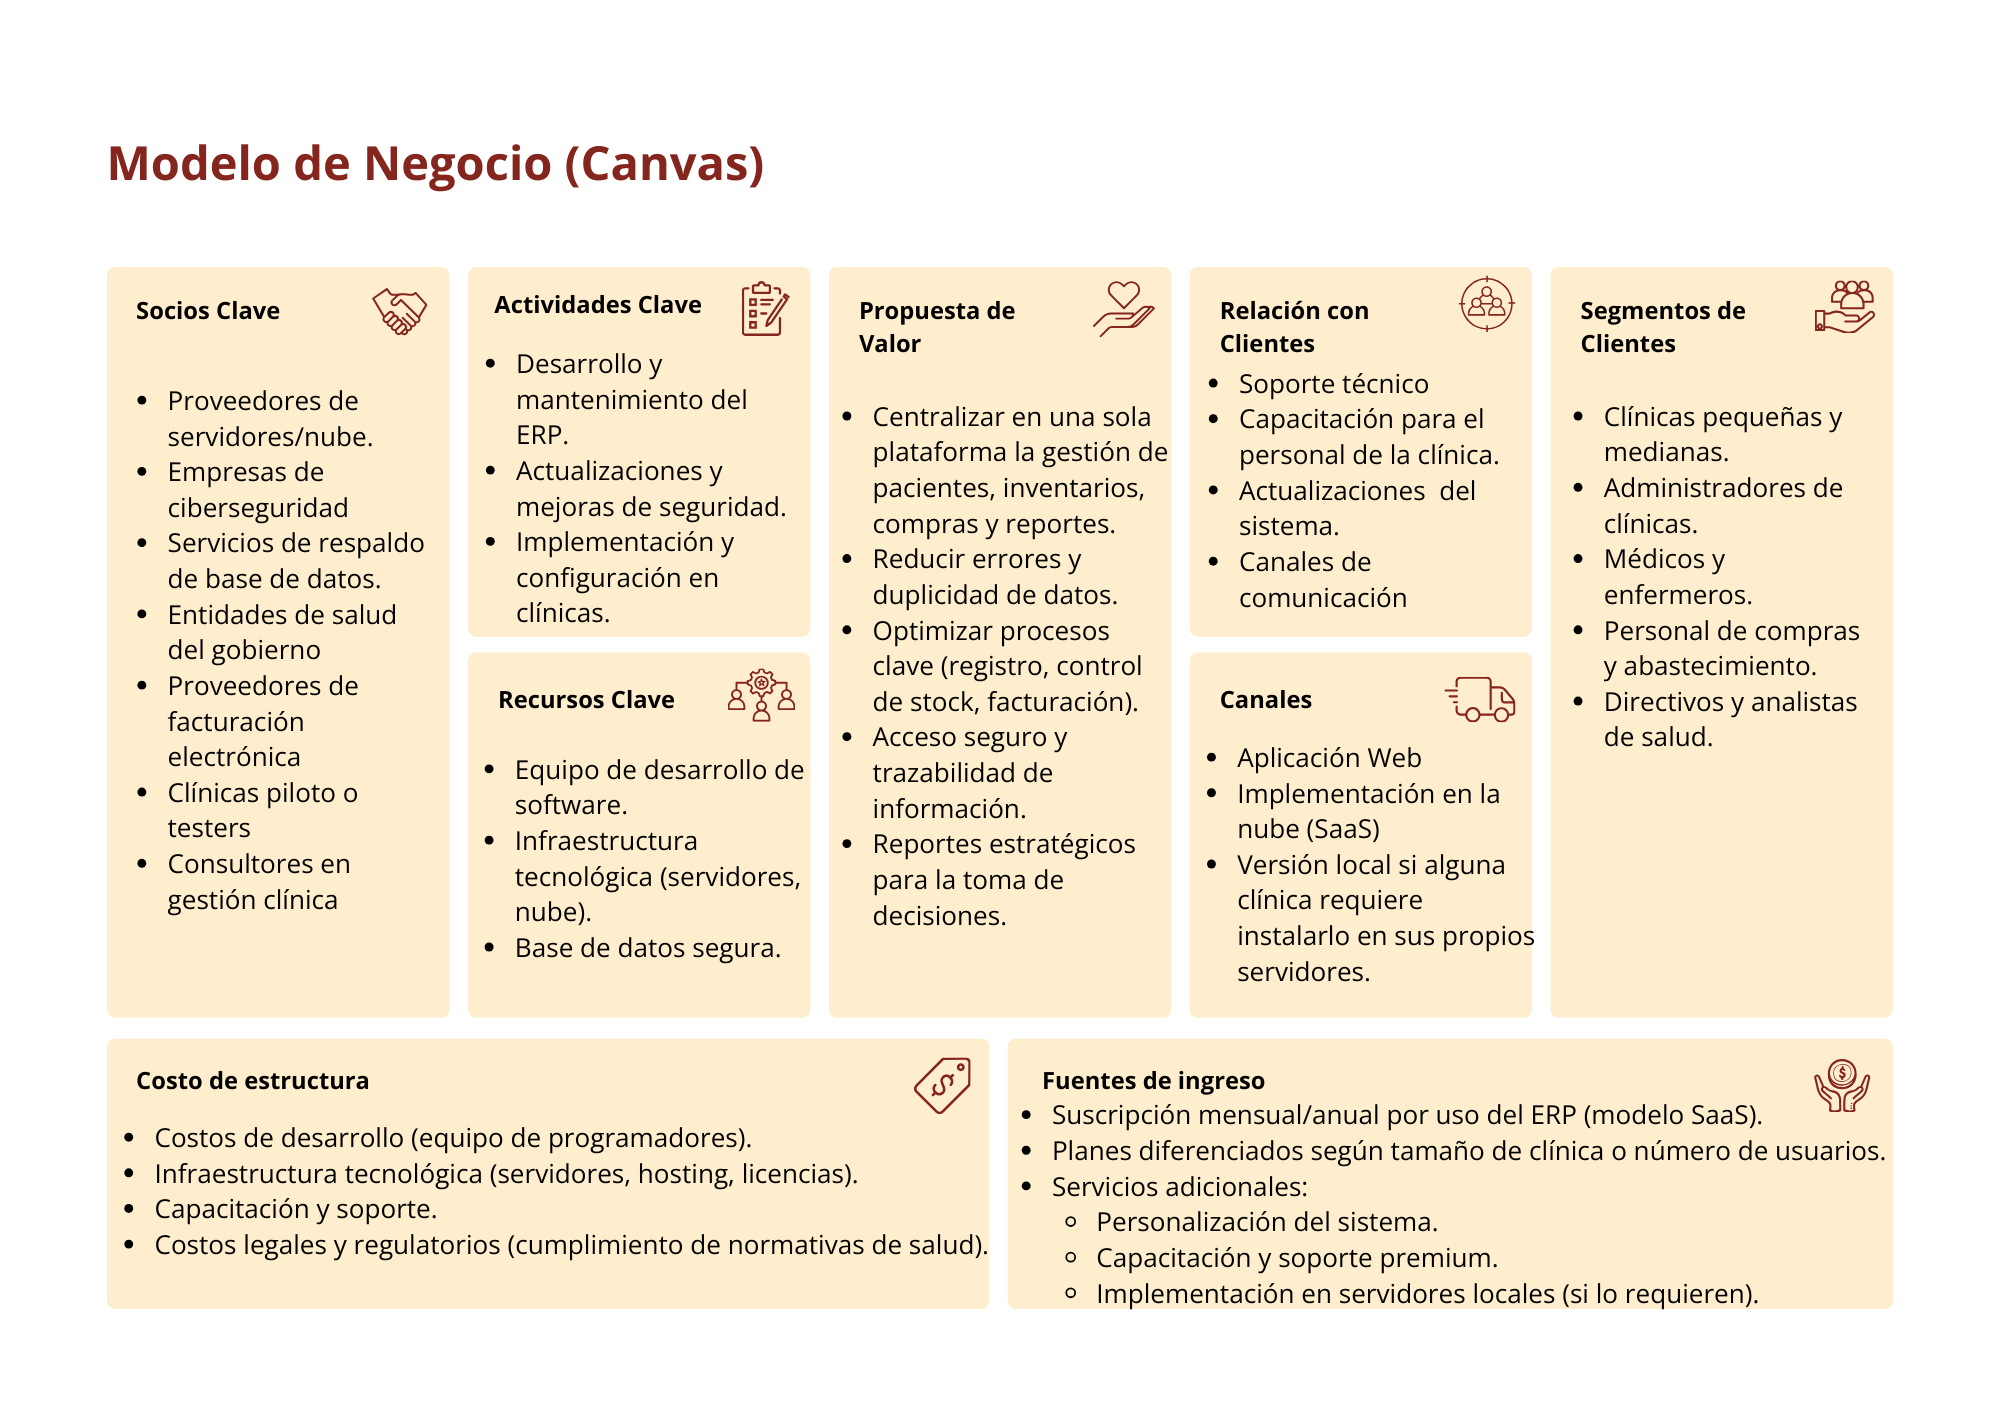 Modelo de Negocio (Canvas)
Socios Clave
Proveedores de
servidores/nube.
Empresas de
ciberseguridad
Servicios de respaldo
de base de datos.
Entidades de salud
del gobierno
Proveedores de
facturación
electrónica
Clínicas piloto o
testers
Consultores en
gestión clínica
Actividades Clave
Desarrollo y
mantenimiento del
ERP.
Actualizaciones y
mejoras de seguridad.
Implementación y
configuración en
clínicas.
Recursos Clave
Equipo de desarrollo de
software.
Infraestructura
tecnológica (servidores,
nube).
Base de datos segura.
Propuesta de
Valor
Centralizar en una sola
plataforma la gestión de
pacientes, inventarios,
compras y reportes.
Reducir errores y
duplicidad de datos.
Optimizar procesos
clave (registro, control
de stock, facturación).
Acceso seguro y
trazabilidad de
información.
Reportes estratégicos
para la toma de
decisiones.
Relación con
Clientes
Soporte técnico
Capacitación para el
personal de la clínica.
Actualizaciones  del
sistema.
Canales de
comunicación
Canales
Aplicación Web
Implementación en la
nube (SaaS)
Versión local si alguna
clínica requiere
instalarlo en sus propios
servidores.
Segmentos de
Clientes
Clínicas pequeñas y
medianas.
Administradores de
clínicas.
Médicos y
enfermeros.
Personal de compras
y abastecimiento.
Directivos y analistas
de salud.
Costo de estructura
Costos de desarrollo (equipo de programadores).
Infraestructura tecnológica (servidores, hosting, licencias).
Capacitación y soporte.
Costos legales y regulatorios (cumplimiento de normativas de salud).
Fuentes de ingreso
Suscripción mensual/anual por uso del ERP (modelo SaaS).
Planes diferenciados según tamaño de clínica o número de usuarios.
Servicios adicionales:
Personalización del sistema.
Capacitación y soporte premium.
Implementación en servidores locales (si lo requieren).